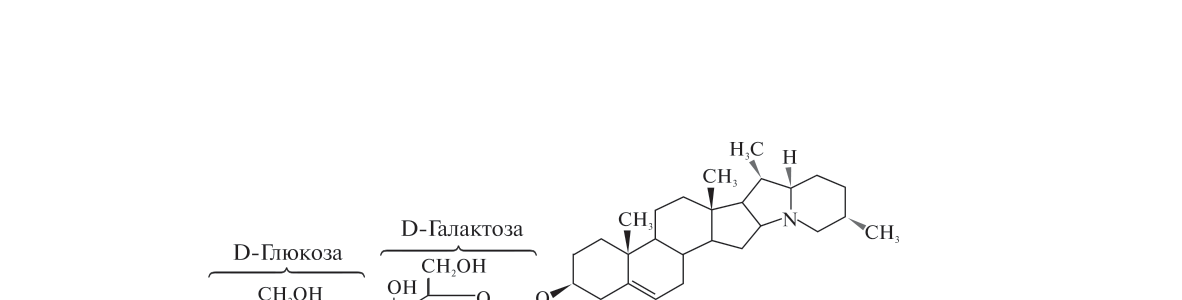 H₃C H
CH₃
CH₃
N
CH₃
D-Галактоза
D-Глюкоза
CH₂OH
OH
CH₂OH
O
O